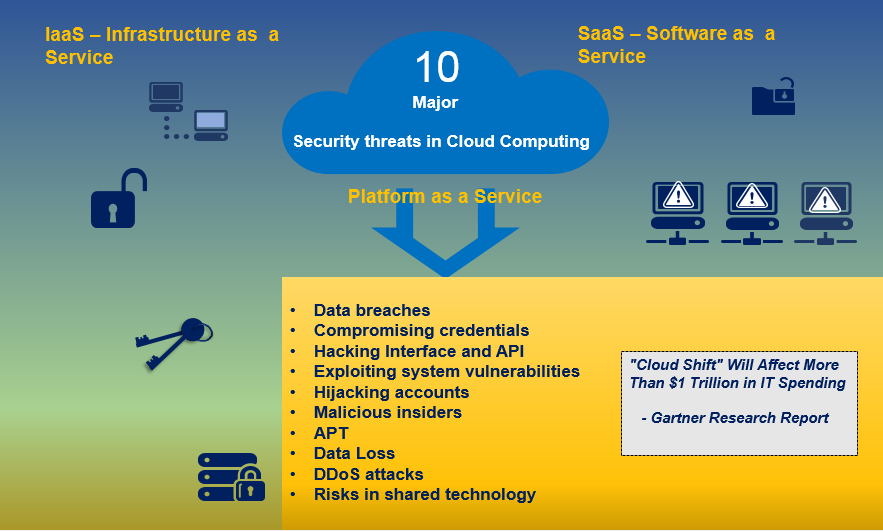 IaaS – Infrastructure as a
Service
SaaS – Software as a
Service
10
Major
Security threats in Cloud Computing
Platform as a Service
• Data breaches
• Compromising credentials
• Hacking Interface and API
• Exploiting system vulnerabilities
• Hijacking accounts
• Malicious insiders
• APT
• Data Loss
• DDoS attacks
• Risks in shared technology
"Cloud Shift" Will Affect More
Than $1 Trillion in IT Spending
- Gartner Research Report